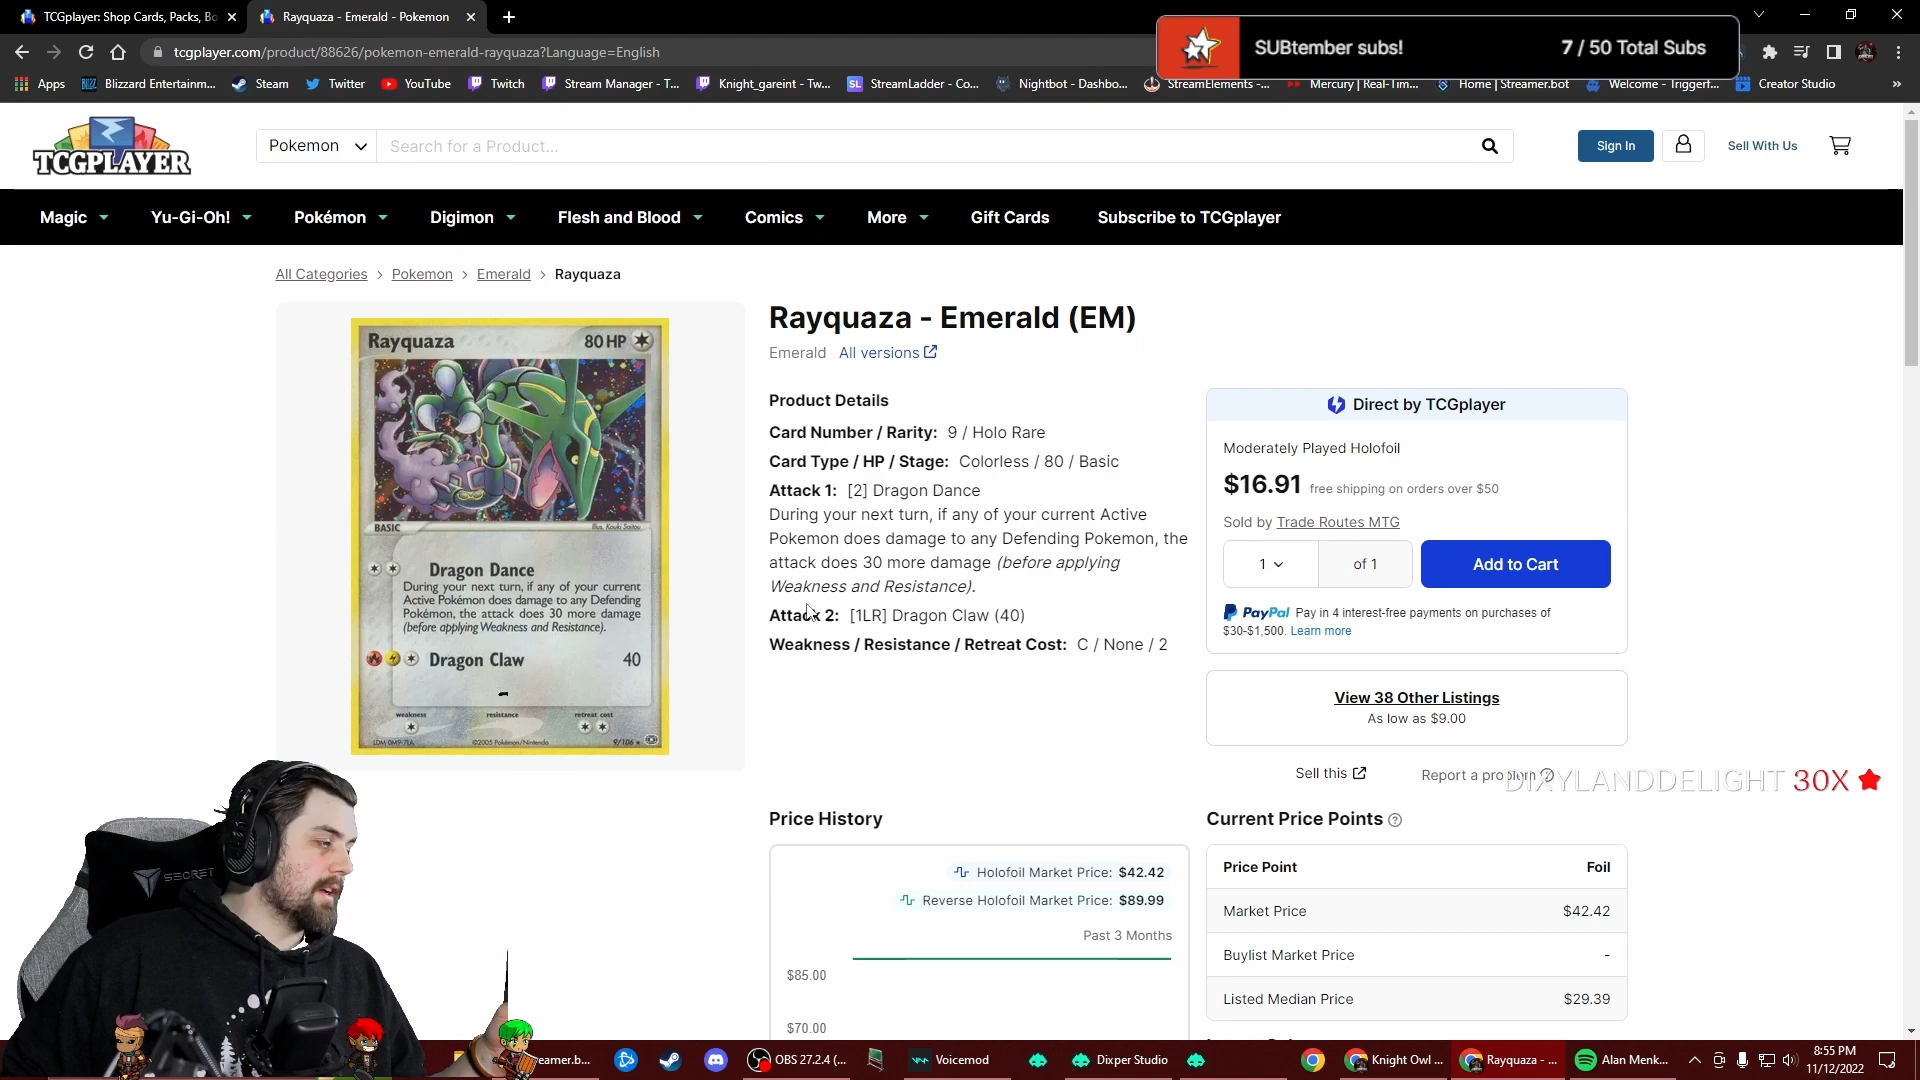 TCGplayer: Shop Cards, Packs, Bo
Rayquaza - Emerald - Pokemon
SUBtember subs!
7 / 50 Total Subs
tcgplayer.com/product/88626/pokemon-emerald-rayquaza?Language=English
Apps
Blizzard Entertainm...
Steam
Twitter
YouTube
Twitch
Stream Manager - T...
Knight_gareint - Tw...
StreamLadder - Co...
Nightbot - Dashbo...
StreamElements -...
Mercury | Real-Tim...
Home | Streamer.bot
Welcome - Triggerf...
Creator Studio
TCGPLAYER
Pokemon
Search for a Product...
Sign In
Sell With Us
Magic
Yu-Gi-Oh!
Pokémon
Digimon
Flesh and Blood
Comics
More
Gift Cards
Subscribe to TCGplayer
All Categories > Pokemon > Emerald > Rayquaza
Rayquaza
80 HP
BASIC
Illus. Kouki Saitou
Dragon Dance
During your next turn, if any of your current
Active Pokémon does damage to any Defending
Pokémon, the attack does 30 more damage
(before applying Weakness and Resistance).
Dragon Claw
40
weakness
resistance
retreat cost
©2005 Pokémon/Nintendo
9/106
Rayquaza - Emerald (EM)
Emerald
All versions
Product Details
Card Number / Rarity: 9 / Holo Rare
Card Type / HP / Stage: Colorless / 80 / Basic
Attack 1: [2] Dragon Dance
During your next turn, if any of your current Active
Pokemon does damage to any Defending Pokemon, the
attack does 30 more damage (before applying
Weakness and Resistance).
Attack 2: [1LR] Dragon Claw (40)
Weakness / Resistance / Retreat Cost: C / None / 2
Direct by TCGplayer
Moderately Played Holofoil
$16.91 free shipping on orders over $50
Sold by Trade Routes MTG
1
of 1
Add to Cart
PayPal Pay in 4 interest-free payments on purchases of
$30-$1,500. Learn more
View 38 Other Listings
As low as $9.00
Sell this
Report a problem
DIXYLANDDELIGHT 30X
Price History
Holofoil Market Price: $42.42
Reverse Holofoil Market Price: $89.99
Past 3 Months
$85.00
$70.00
Current Price Points
Price Point
Foil
Market Price
$42.42
Buylist Market Price
-
Listed Median Price
$29.39
SECRET
eamer.b...
OBS 27.2.4 (...
Voicemod
Dixper Studio
Knight Owl ...
Rayquaza - ...
Alan Menk...
8:55 PM
11/12/2022